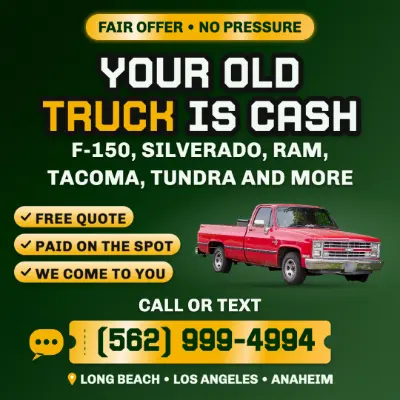 FAIR OFFER • NO PRESSURE
YOUR OLD
TRUCK IS CASH
F-150, SILVERADO, RAM,
TACOMA, TUNDRA AND MORE
FREE QUOTE
PAID ON THE SPOT
WE COME TO YOU
CALL OR TEXT
(562) 999-4994
LONG BEACH • LOS ANGELES • ANAHEIM